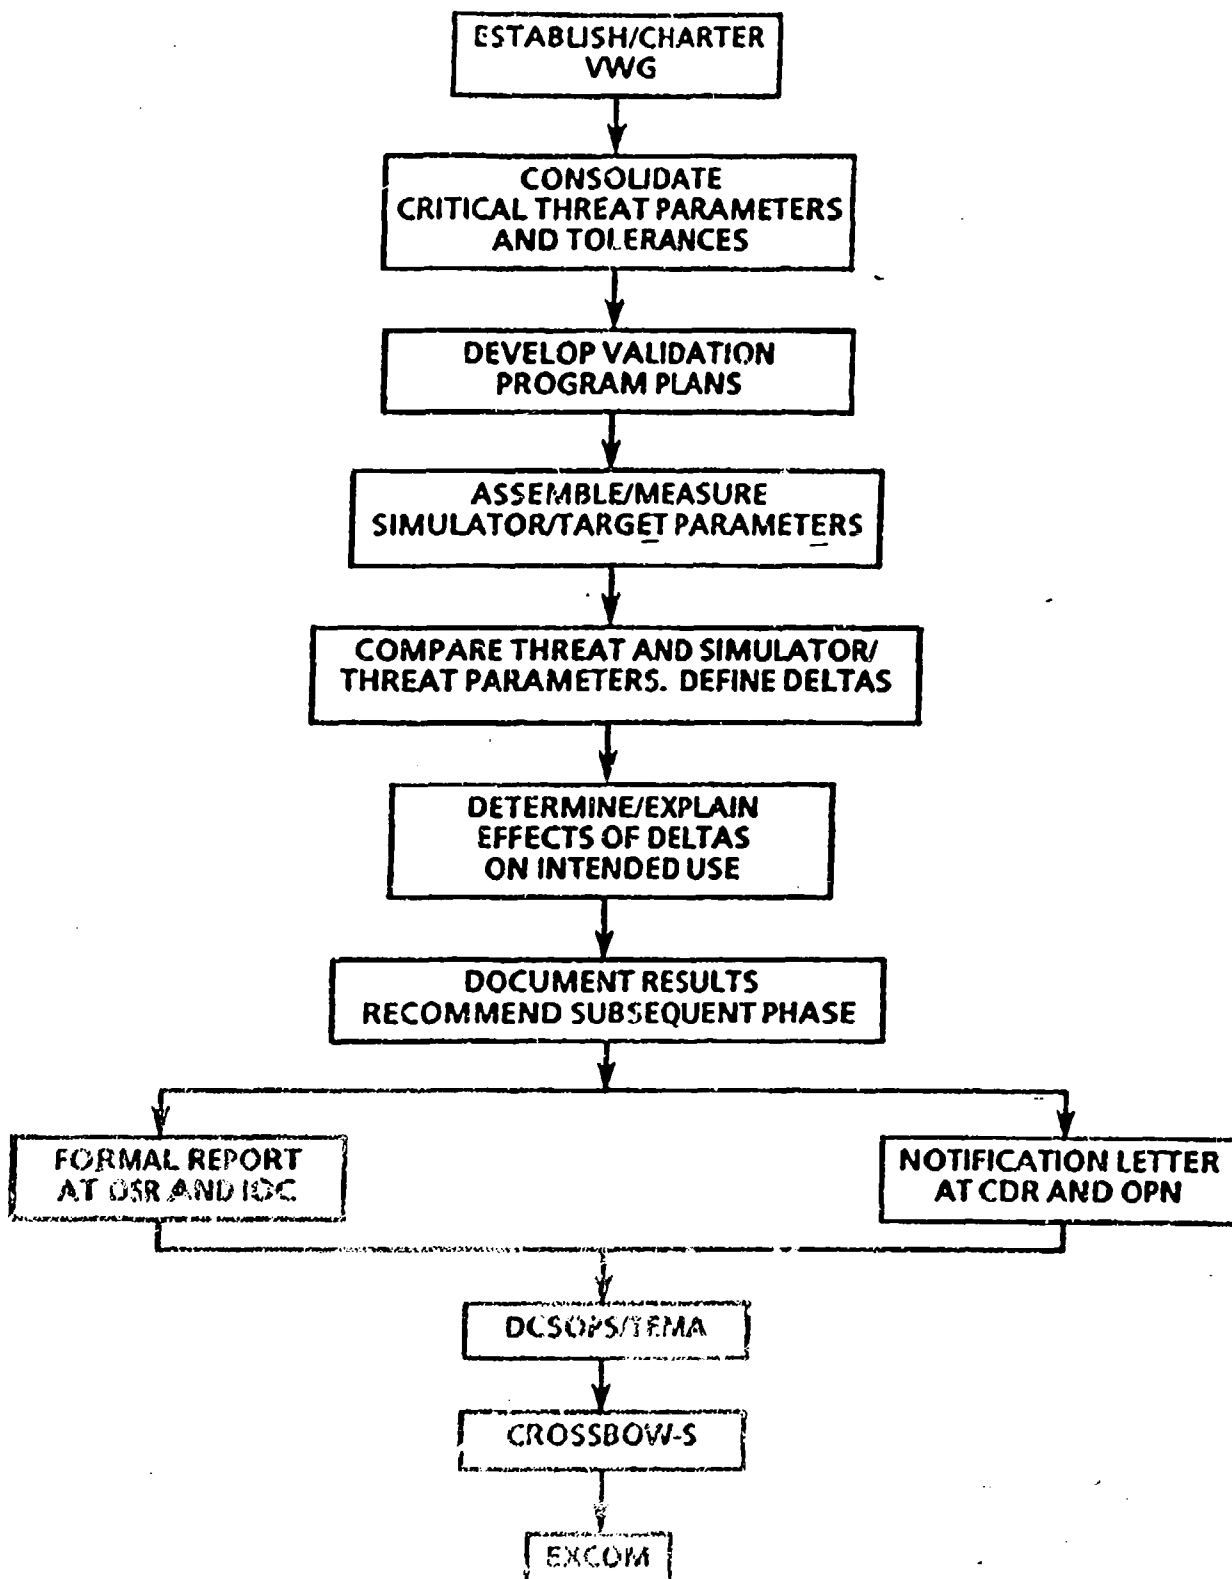 ESTABLISH/CHARTER
VWG
CONSOLIDATE
CRITICAL THREAT PARAMETERS
AND TOLERANCES
DEVELOP VALIDATION
PROGRAM PLANS
ASSEMBLE/MEASURE
SIMULATOR/TARGET PARAMETERS
COMPARE THREAT AND SIMULATOR/
THREAT PARAMETERS. DEFINE DELTAS
DETERMINE/EXPLAIN
EFFECTS OF DELTAS
ON INTENDED USE
DOCUMENT RESULTS
RECOMMEND SUBSEQUENT PHASE
FORMAL REPORT
AT DSR AND IOC
NOTIFICATION LETTER
AT CDR AND OPN
DCSOPS/TEMA
CROSSBOW-S
EXCOM